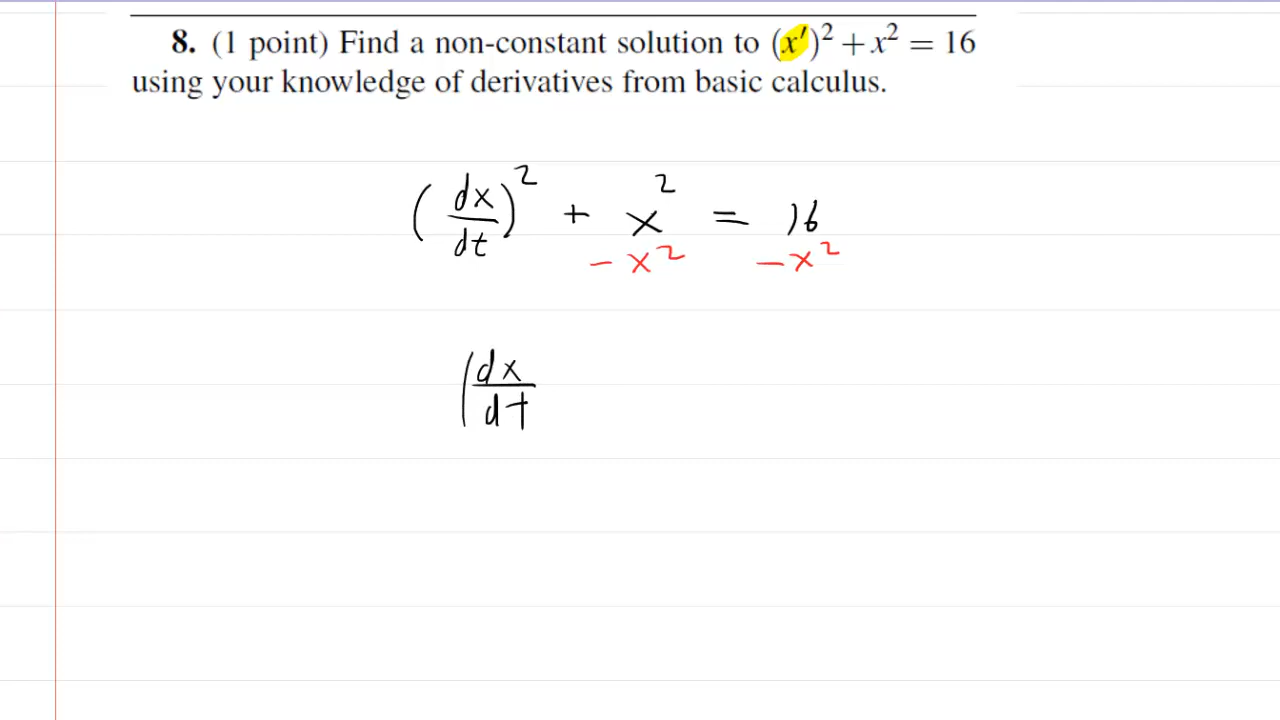 8. (1 point) Find a non-constant solution to (x′)² + x² = 16
using your knowledge of derivatives from basic calculus.
(dx/dt)² + x² = 16
− x² − x²
(dx/dt